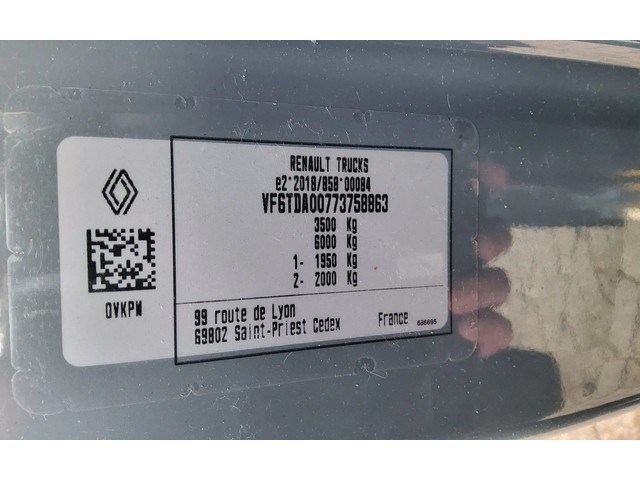 RENAULT TRUCKS
e2*2018/858*00084
VF6TDA00773758863
3500 Kg
6000 Kg
1- 1950 Kg
2- 2000 Kg
OVKPW
99 route de Lyon
69802 Saint-Priest Cedex France
686695